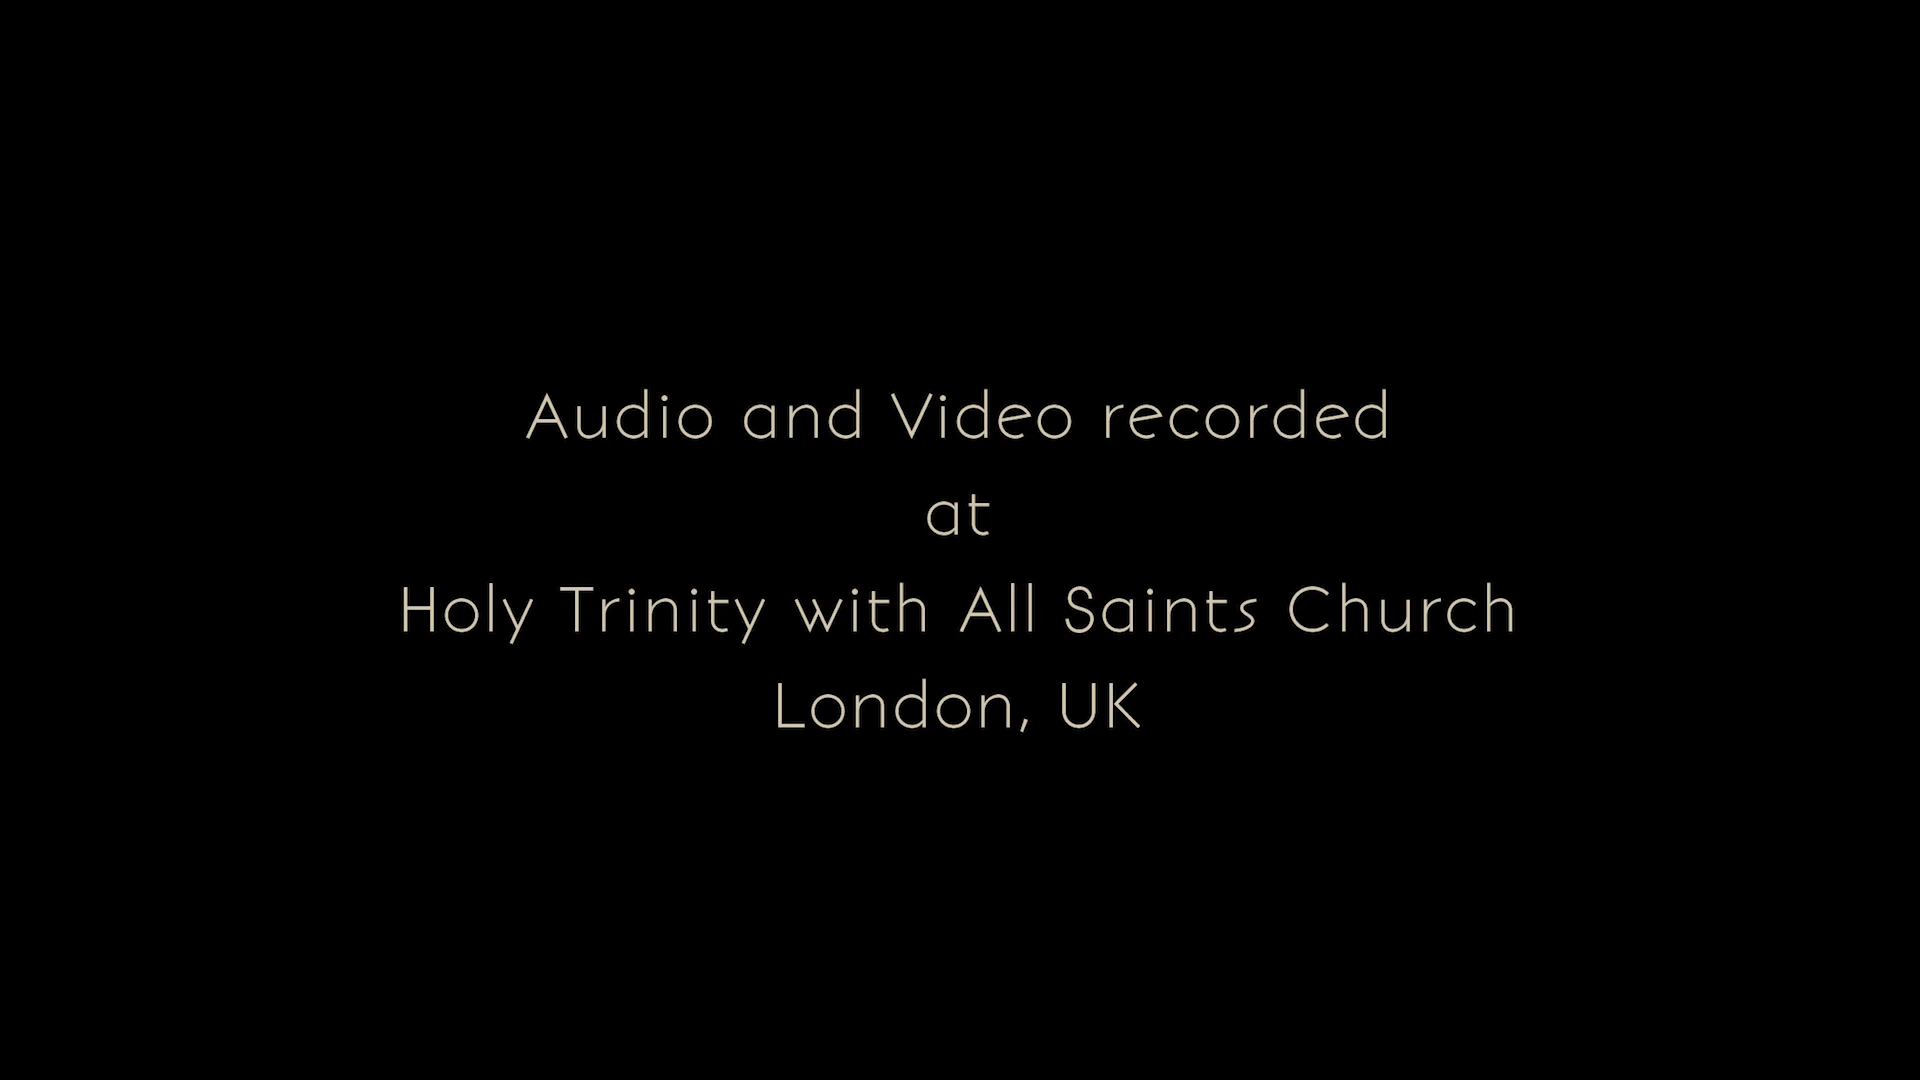 Audio and Video recorded
at
Holy Trinity with All Saints Church
London, UK